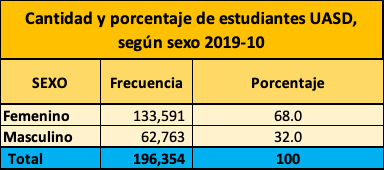 Cantidad y porcentaje de estudiantes UASD,
según sexo 2019-10
SEXO Frecuencia Porcentaje
Femenino 133,591 68.0
Masculino 62,763 32.0
Total 196,354 100